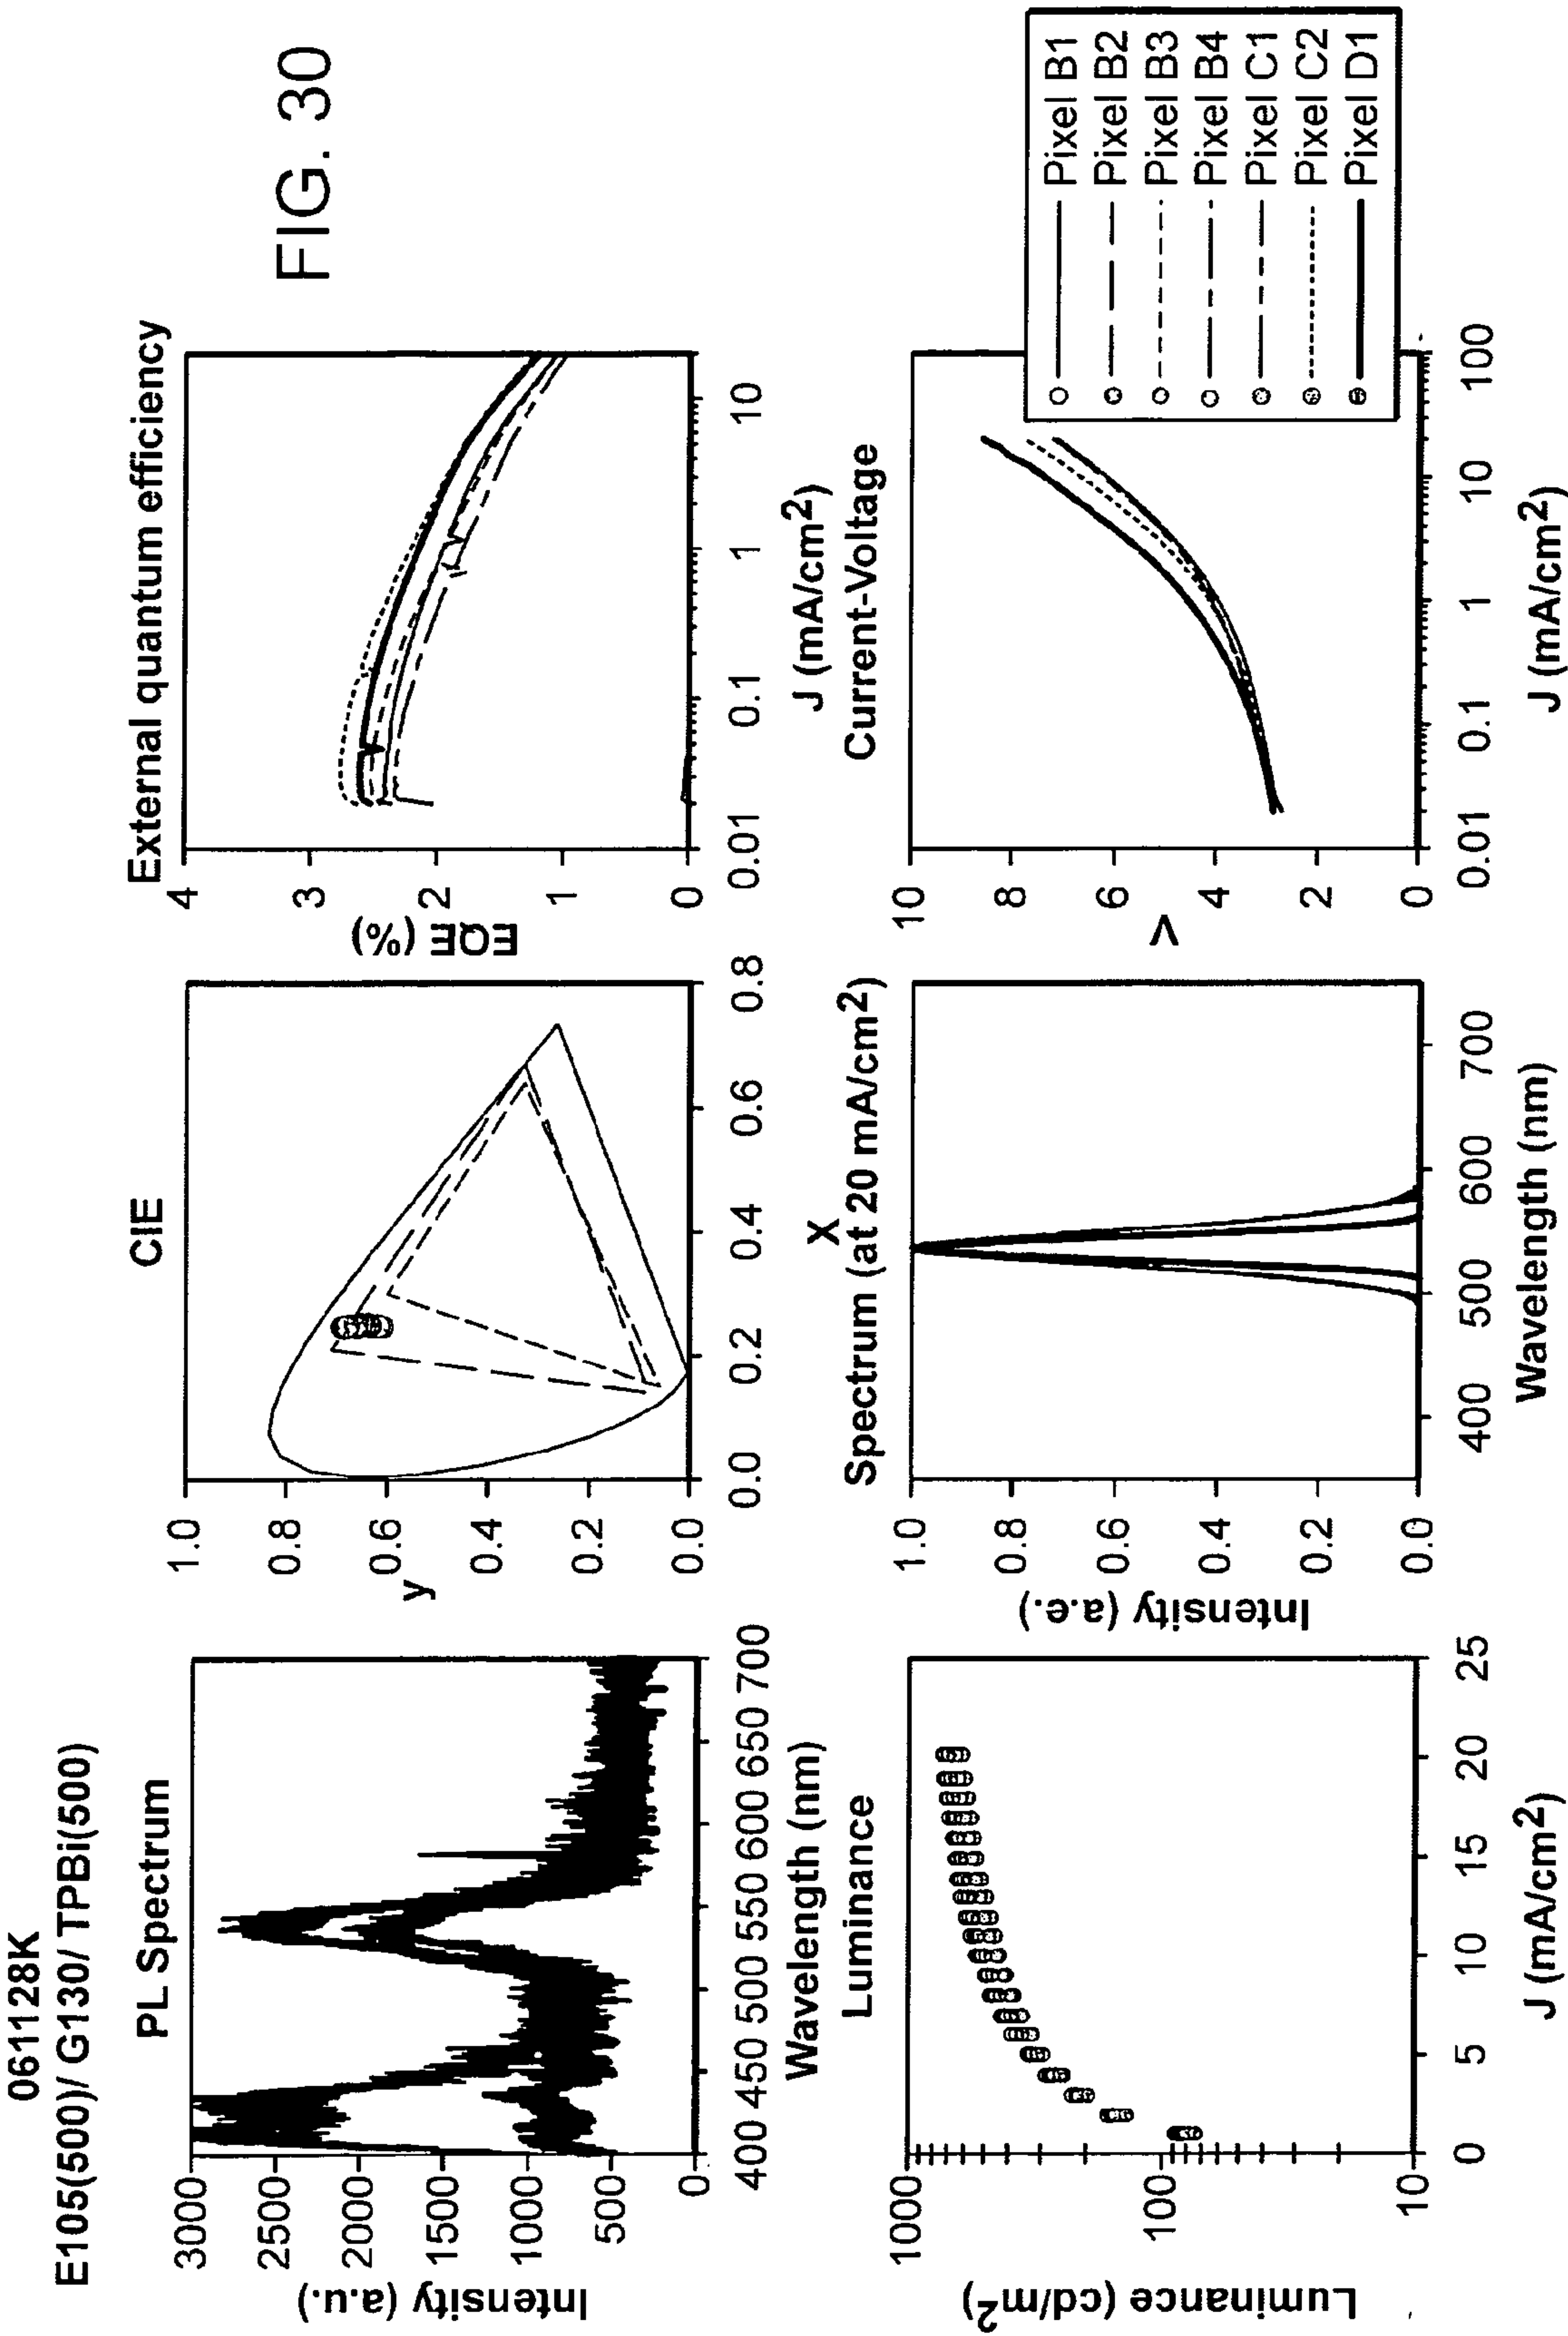 061128K
E105(500)/ G130/ TPBi(500)
FIG. 30
PL Spectrum
Intensity (a.u.)
3000
2500
2000
1500
1000
500
0
400 450 500 550 600 650 700
Wavelength (nm)
CIE
y
1.0
0.8
0.6
0.4
0.2
0.0
0.0 0.2 0.4 0.6 0.8
X
External quantum efficiency
EQE (%)
4
3
2
1
0
0.01 0.1 1 10
J (mA/cm2)
Luminance
Luminance (cd/m2)
1000
100
10
0 5 10 15 20 25
J (mA/cm2)
Spectrum (at 20 mA/cm2)
Intensity (a.e.)
1.0
0.8
0.6
0.4
0.2
0.0
400 500 600 700
Wavelength (nm)
Current-Voltage
V
10
8
6
4
2
0
0.01 0.1 1 10 100
J (mA/cm2)
Pixel B1
Pixel B2
Pixel B3
Pixel B4
Pixel C1
Pixel C2
Pixel D1